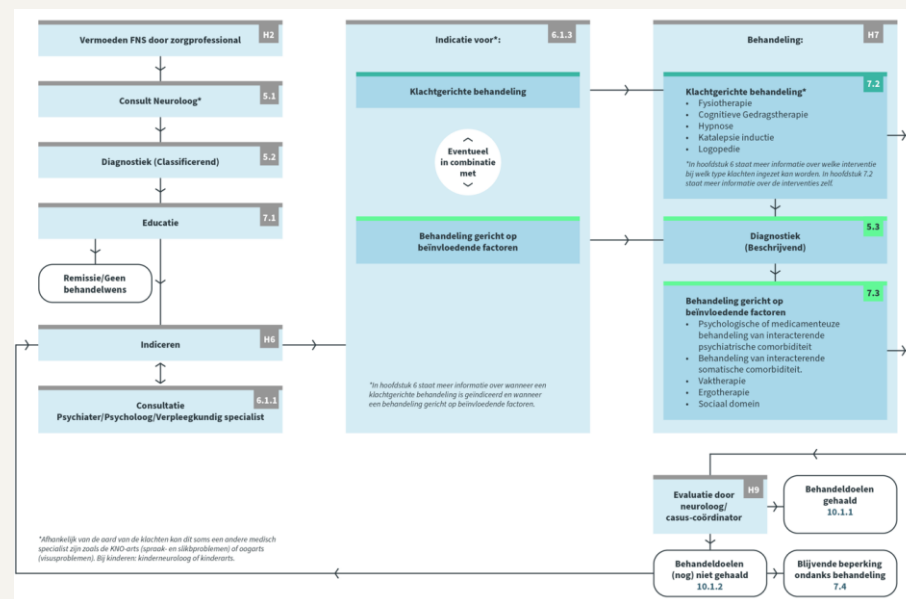 Vermoeden FNS door zorgprofessional
H2
Consult Neuroloog*
5.1
Diagnostiek (Classificerend)
5.2
Educatie
7.1
Remissie/Geen
behandelwens
Indiceren
H6
Consultatie
Psychiater/Psycholoog/Verpleegkundig specialist
6.1.1
*Afhankelijk van de aard van de klachten kan dit soms een andere medisch
specialist zijn zoals de KNO-arts (spraak- en slikbproblemen) of oogarts
(visusproblemen). Bij kinderen: kinderneuroloog of kinderarts.
Indicatie voor*:
6.1.3
Klachtgerichte behandeling
Eventueel
in combinatie
met
Behandeling gericht op
beïnvloedende factoren
*In hoofdstuk 6 staat meer informatie over wanneer een
klachtgerichte behandeling is geïndiceerd en wanneer
een behandeling gericht op beïnvloedende factoren.
Behandeling:
H7
Klachtgerichte behandeling*
7.2
• Fysiotherapie
• Cognitieve Gedragstherapie
• Hypnose
• Katalepsie inductie
• Logopedie
*In hoofdstuk 6 staat meer informatie over welke interventie
bij welk type klachten ingezet kan worden. In hoofdstuk 7.2
staat meer informatie over de interventies zelf.
Diagnostiek
(Beschrijvend)
5.3
Behandeling gericht op
beïnvloedende factoren
7.3
• Psychologische of medicamenteuze
behandeling van interacterende
psychiatrische comorbiditeit
• Behandeling van interacterende
somatische comorbiditeit.
• Vaktherapie
• Ergotherapie
• Sociaal domein
Evaluatie door
neuroloog/
casus-coördinator
H9
Behandeldoelen
gehaald
10.1.1
Behandeldoelen
(nog) niet gehaald
10.1.2
Blijvende beperking
ondanks behandeling
7.4